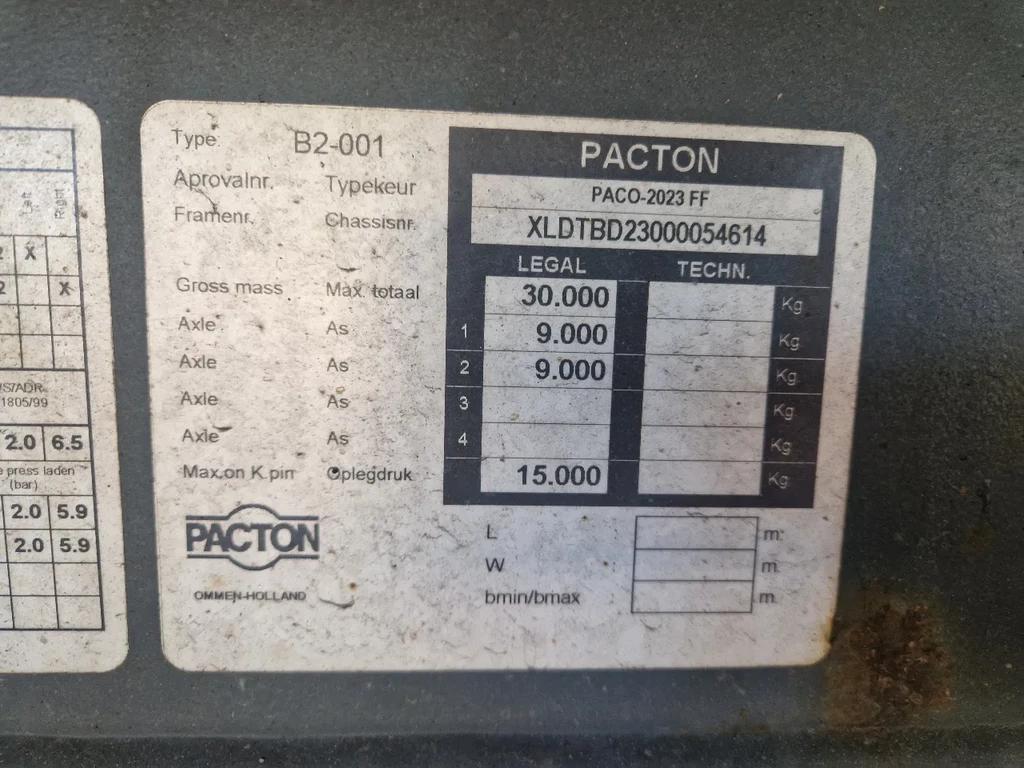 Type B2-001
Aprovalnr. Typekeur
Framenr. Chassisnr.
Gross mass Max. totaal
Axle As
Axle As
Axle As
Axle As
Max.on K.pin Oplegdruk
PACTON
OMMEN-HOLLAND
PACTON
PACO-2023 FF
XLDTBD23000054614
LEGAL TECHN.
30.000 Kg
1 9.000 Kg
2 9.000 Kg
3 Kg
4 Kg
15.000 Kg
L m.
W m.
bmin/bmax m.
2 X
2 X
S/ADR
1805/99
2.0 6.5
press laden
(bar)
2.0 5.9
2.0 5.9